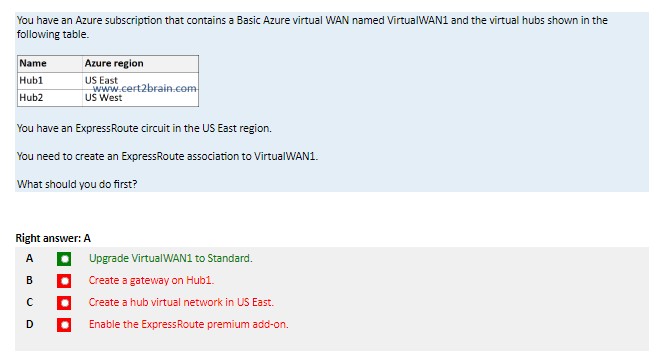 You have an Azure subscription that contains a Basic Azure virtual WAN named VirtualWAN1 and the virtual hubs shown in the
following table.
Name Azure region
Hub1 US East
www.cert2brain.com
Hub2 US West
You have an ExpressRoute circuit in the US East region.
You need to create an ExpressRoute association to VirtualWAN1.
What should you do first?
Right answer: A
A Upgrade VirtualWAN1 to Standard.
B Create a gateway on Hub1.
C Create a hub virtual network in US East.
D Enable the ExpressRoute premium add-on.